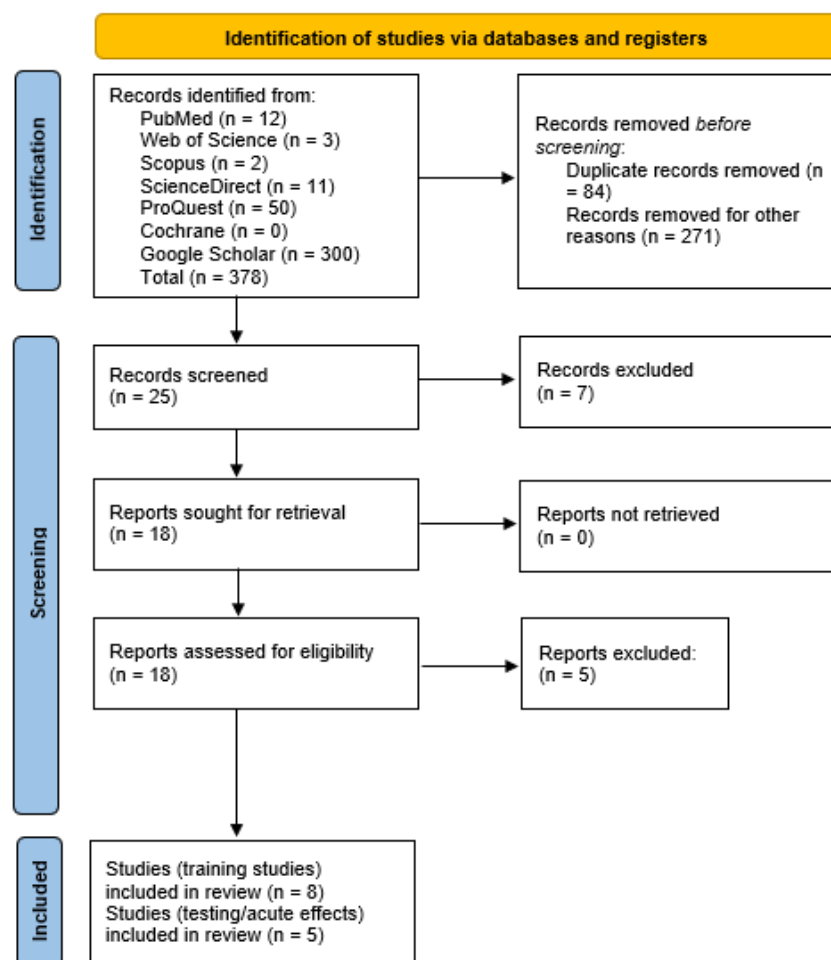 Identification of studies via databases and registers
Identification
Records identified from:
PubMed (n = 12)
Web of Science (n = 3)
Scopus (n = 2)
ScienceDirect (n = 11)
ProQuest (n = 50)
Cochrane (n = 0)
Google Scholar (n = 300)
Total (n = 378)
Records removed before
screening:
Duplicate records removed (n
= 84)
Records removed for other
reasons (n = 271)
Screening
Records screened
(n = 25)
Records excluded
(n = 7)
Reports sought for retrieval
(n = 18)
Reports not retrieved
(n = 0)
Reports assessed for eligibility
(n = 18)
Reports excluded:
(n = 5)
Included
Studies (training studies)
included in review (n = 8)
Studies (testing/acute effects)
included in review (n = 5)